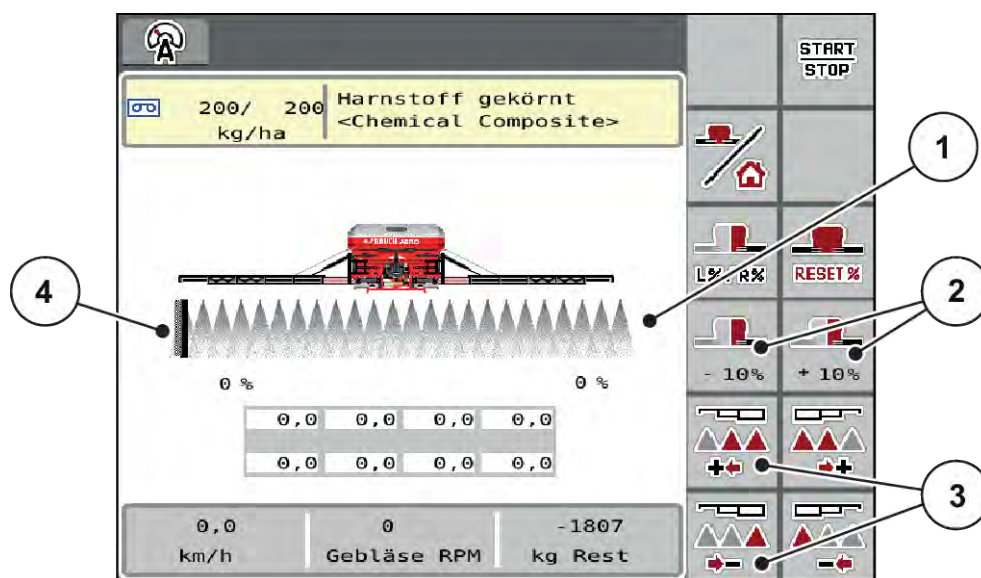 A
START
STOP
200/ 200
kg/ha
Harnstoff gekörnt
<Chemical Composite>
1
L% R%
RESET %
4
2
0 %
0 %
- 10%
+ 10%
0,0 0,0 0,0 0,0
0,0 0,0 0,0 0,0
3
0,0
km/h
0
Gebläse RPM
-1807
kg Rest